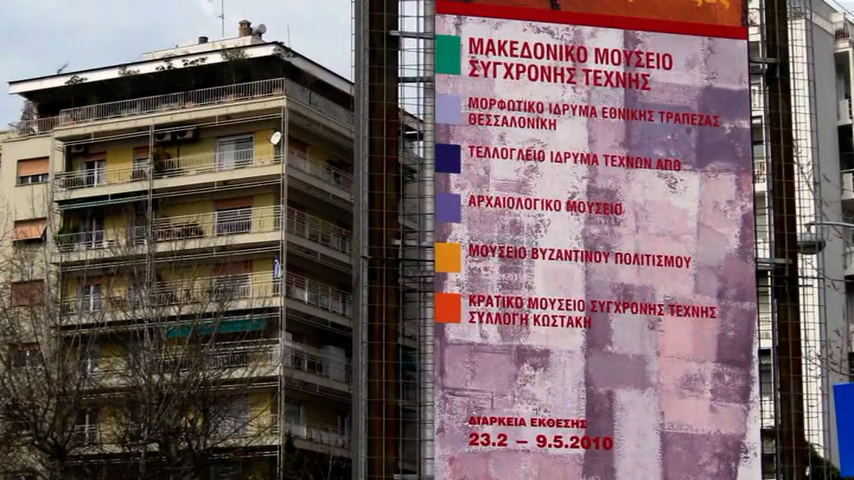 ΜΑΚΕΔΟΝΙΚΟ ΜΟΥΣΕΙΟ
ΣΥΓΧΡΟΝΗΣ ΤΕΧΝΗΣ
ΜΟΡΦΩΤΙΚΟ ΙΔΡΥΜΑ ΕΘΝΙΚΗΣ ΤΡΑΠΕΖΑΣ
ΘΕΣΣΑΛΟΝΙΚΗ
ΤΕΛΛΟΓΛΕΙΟ ΙΔΡΥΜΑ ΤΕΧΝΩΝ ΑΠΘ
ΑΡΧΑΙΟΛΟΓΙΚΟ ΜΟΥΣΕΙΟ
ΜΟΥΣΕΙΟ ΒΥΖΑΝΤΙΝΟΥ ΠΟΛΙΤΙΣΜΟΥ
ΚΡΑΤΙΚΟ ΜΟΥΣΕΙΟ ΣΥΓΧΡΟΝΗΣ ΤΕΧΝΗΣ
ΣΥΛΛΟΓΗ ΚΩΣΤΑΚΗ
ΔΙΑΡΚΕΙΑ ΕΚΘΕΣΗΣ
23.2 – 9.5.2010